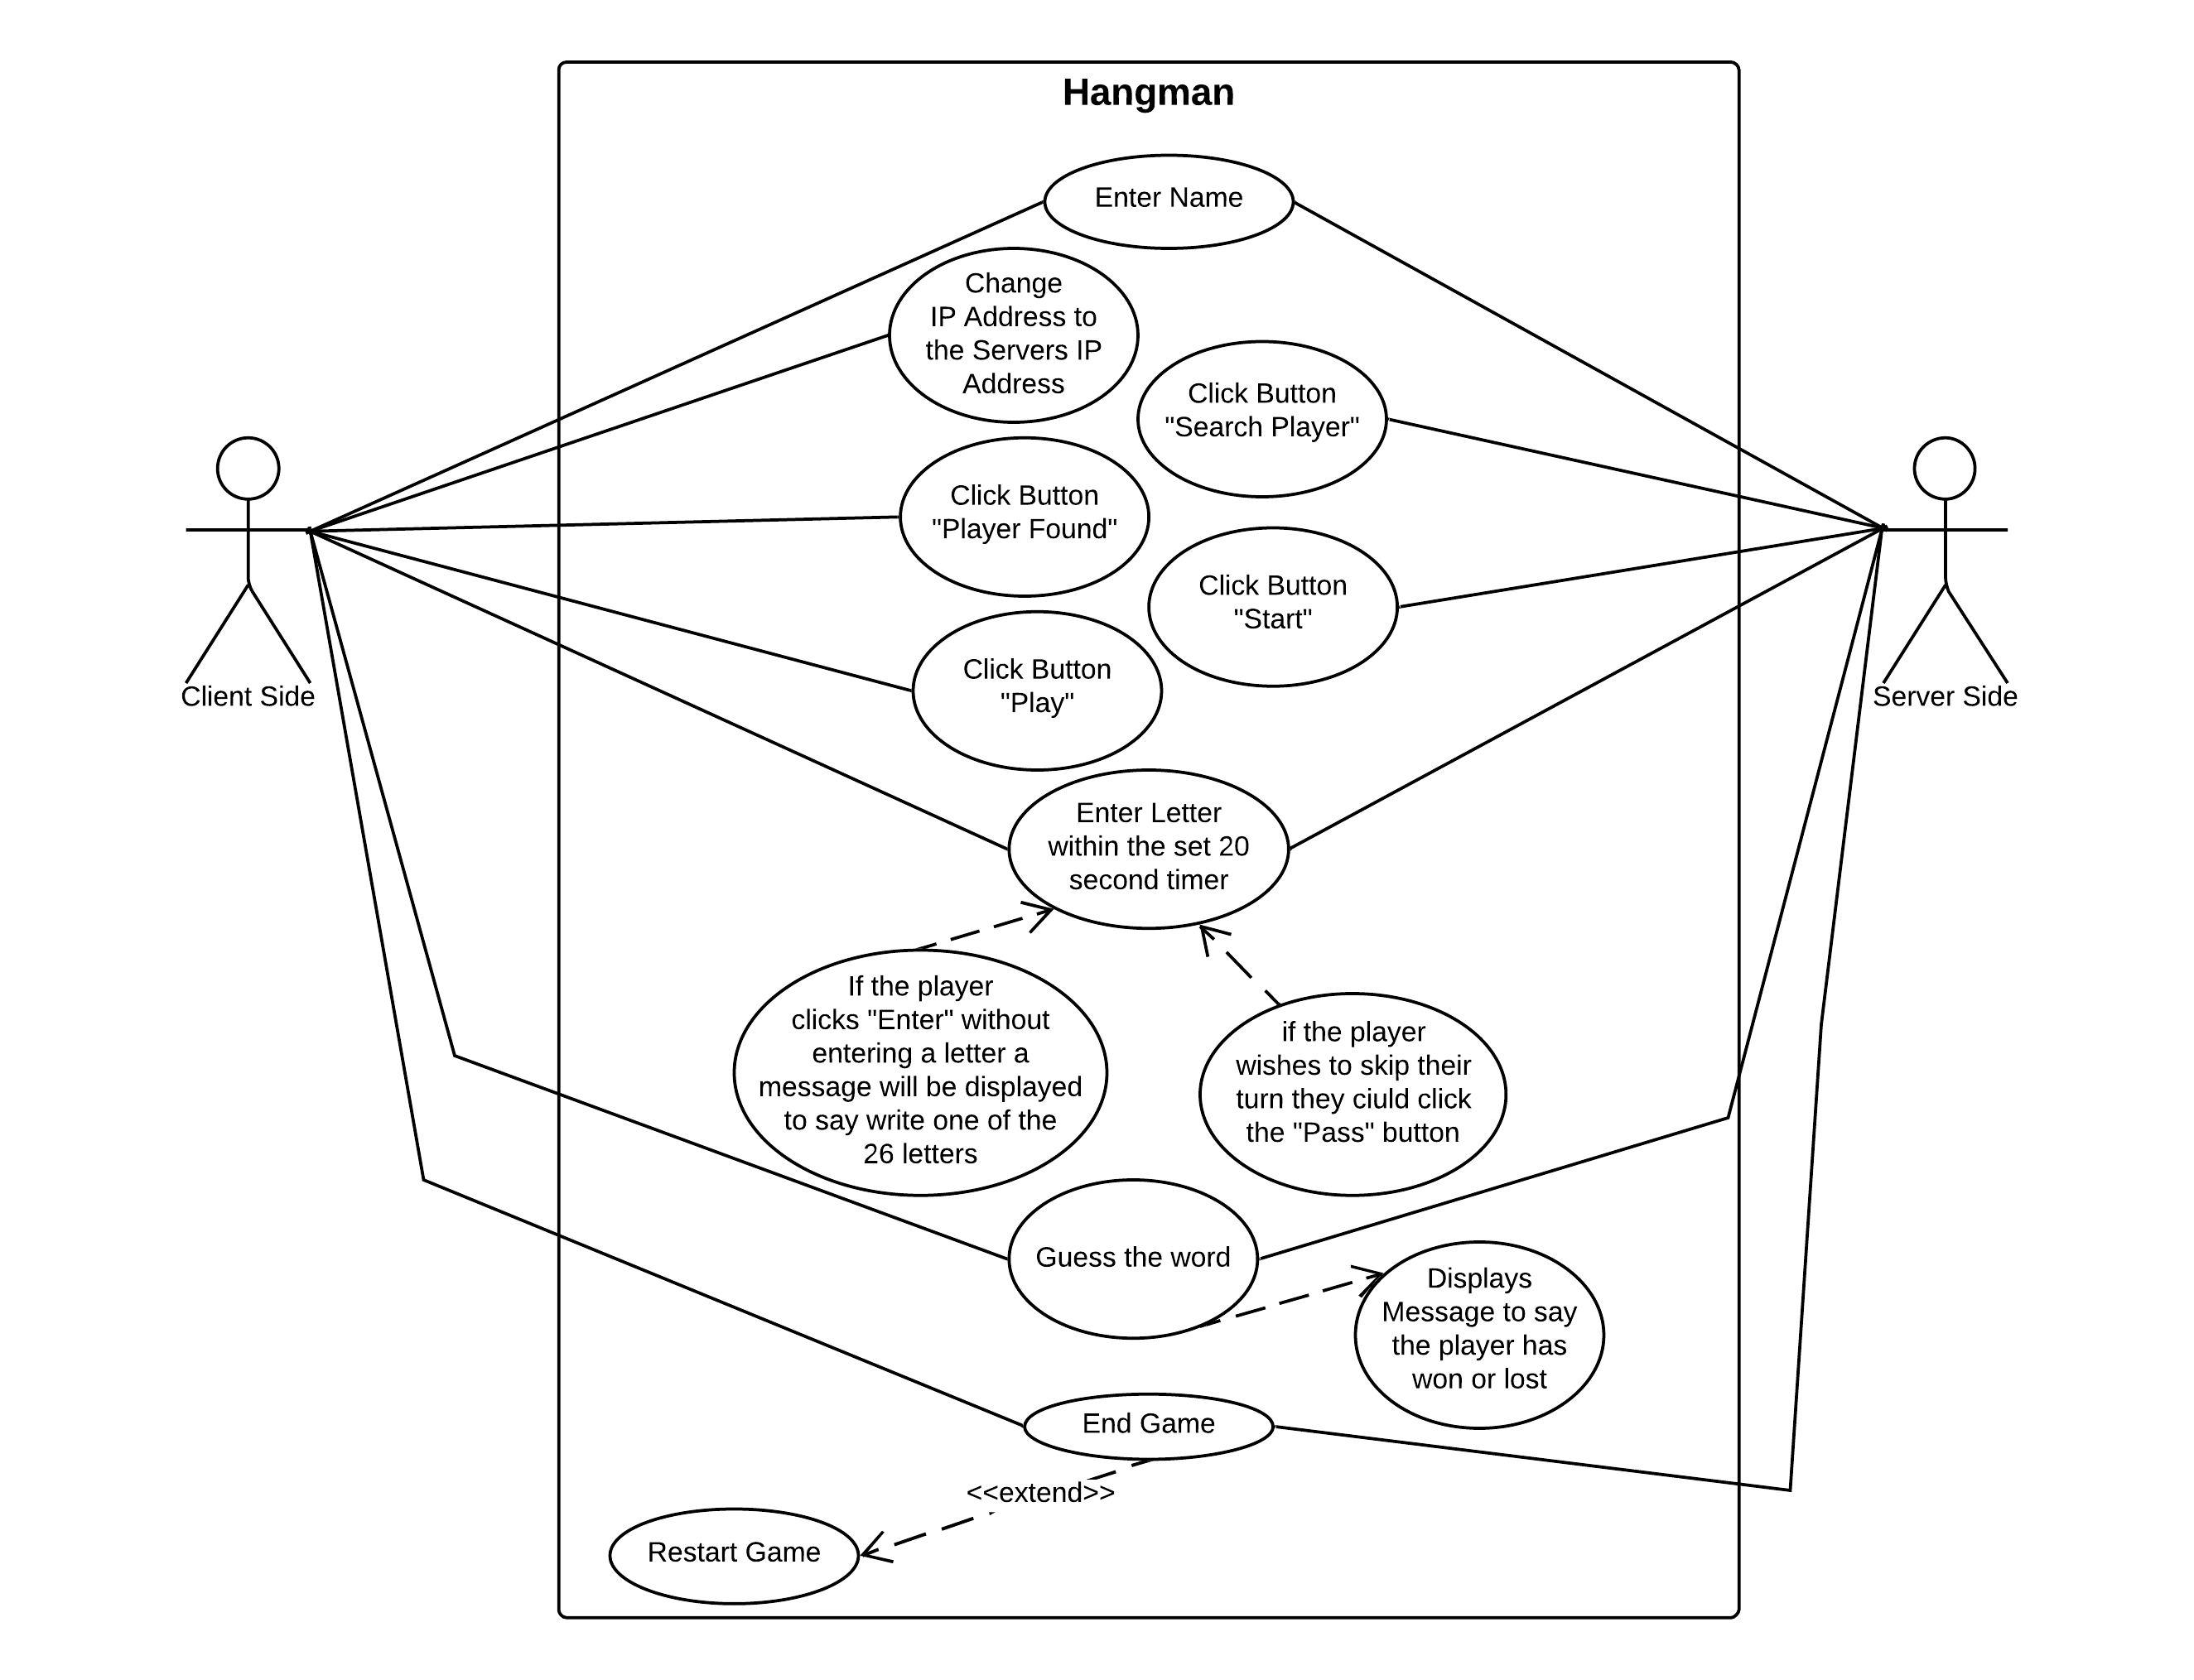 Hangman
Enter Name
Change
IP Address to
the Servers IP
Address
Click Button
"Search Player"
Click Button
"Player Found"
Click Button
"Start"
Click Button
"Play"
Client Side
Server Side
Enter Letter
within the set 20
second timer
If the player
clicks "Enter" without
entering a letter a
message will be displayed
to say write one of the
26 letters
if the player
wishes to skip their
turn they ciuld click
the "Pass" button
Guess the word
Displays
Message to say
the player has
won or lost
End Game
<<extend>>
Restart Game